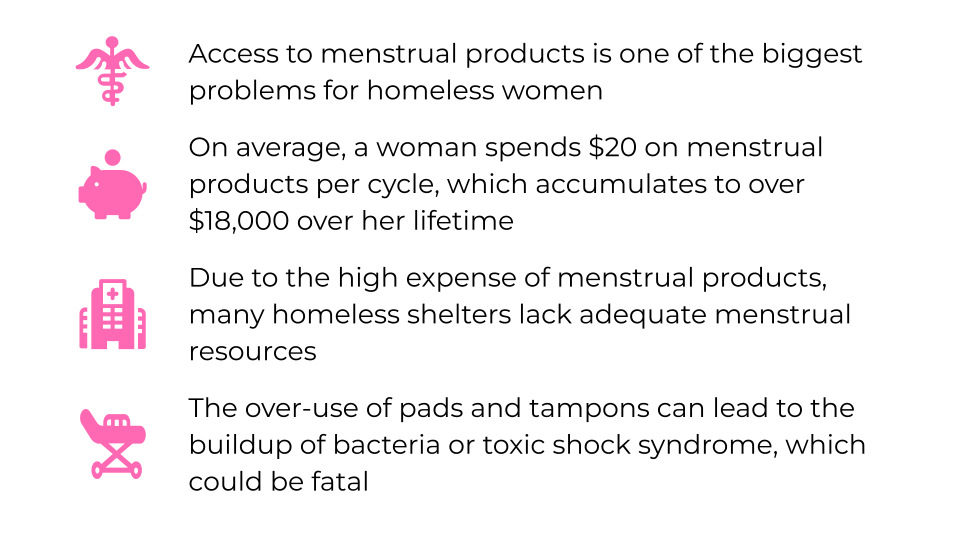 Access to menstrual products is one of the biggest
problems for homeless women
On average, a woman spends $20 on menstrual
products per cycle, which accumulates to over
$18,000 over her lifetime
Due to the high expense of menstrual products,
many homeless shelters lack adequate menstrual
resources
The over-use of pads and tampons can lead to the
buildup of bacteria or toxic shock syndrome, which
could be fatal